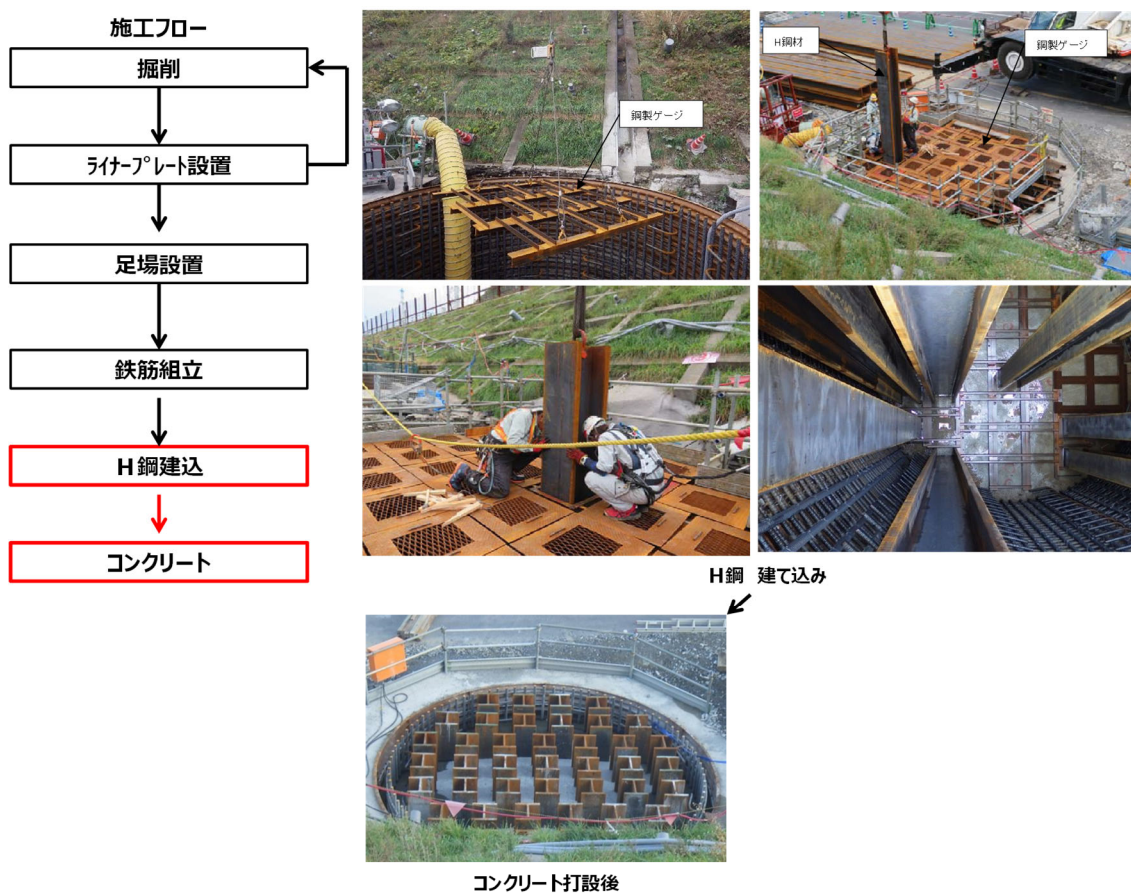 施工フロー
掘削
ライナープレート設置
足場設置
鉄筋組立
H鋼建込
コンクリート
鋼製ゲージ
H鋼材
鋼製ゲージ
H鋼 建て込み
コンクリート打設後